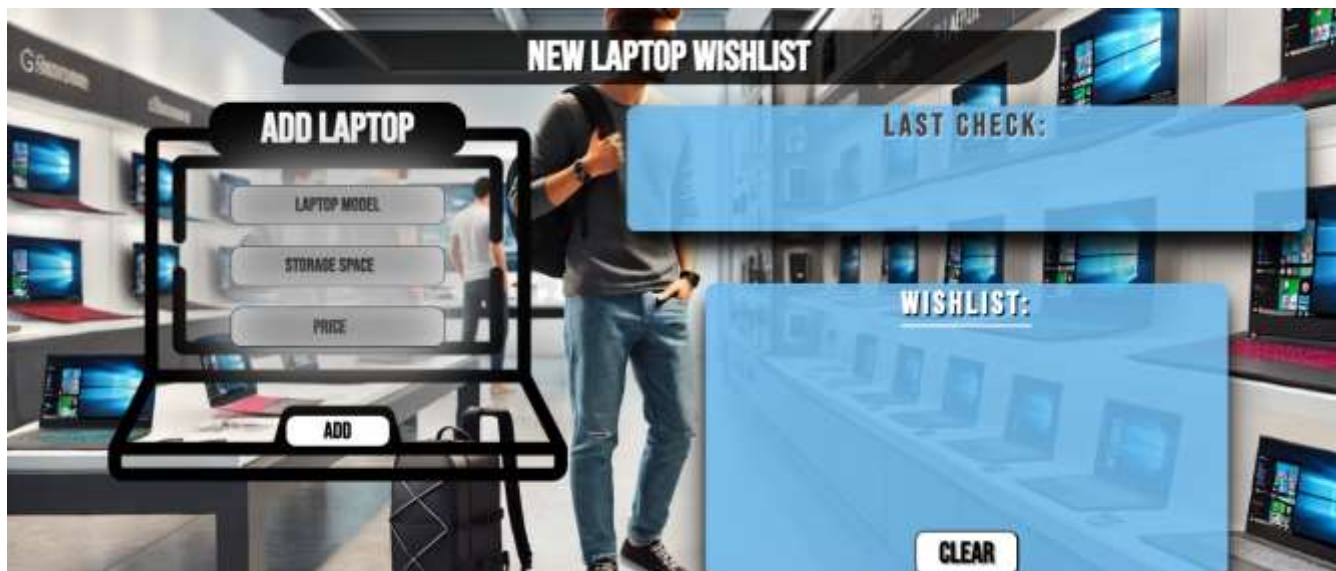 NEW LAPTOP WISHLIST
ADD LAPTOP
LAPTOP MODEL
STORAGE SPACE
PRICE
ADD
LAST CHECK:
WISHLIST:
CLEAR